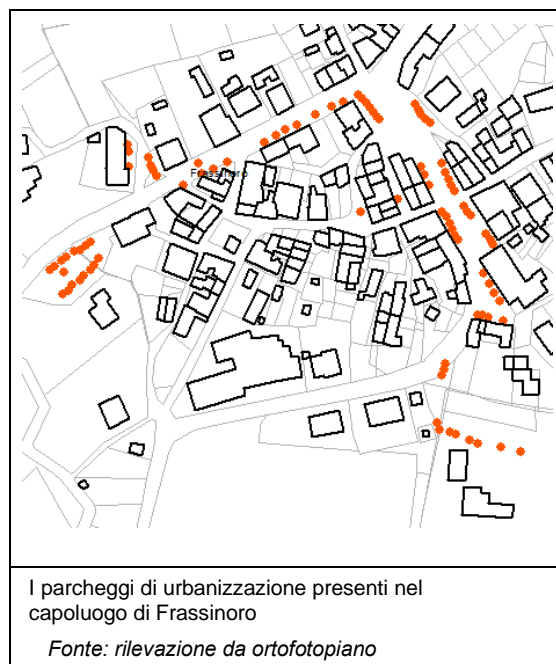 Frassinoro
I parcheggi di urbanizzazione presenti nel
capoluogo di Frassinoro
Fonte: rilevazione da ortofotopiano